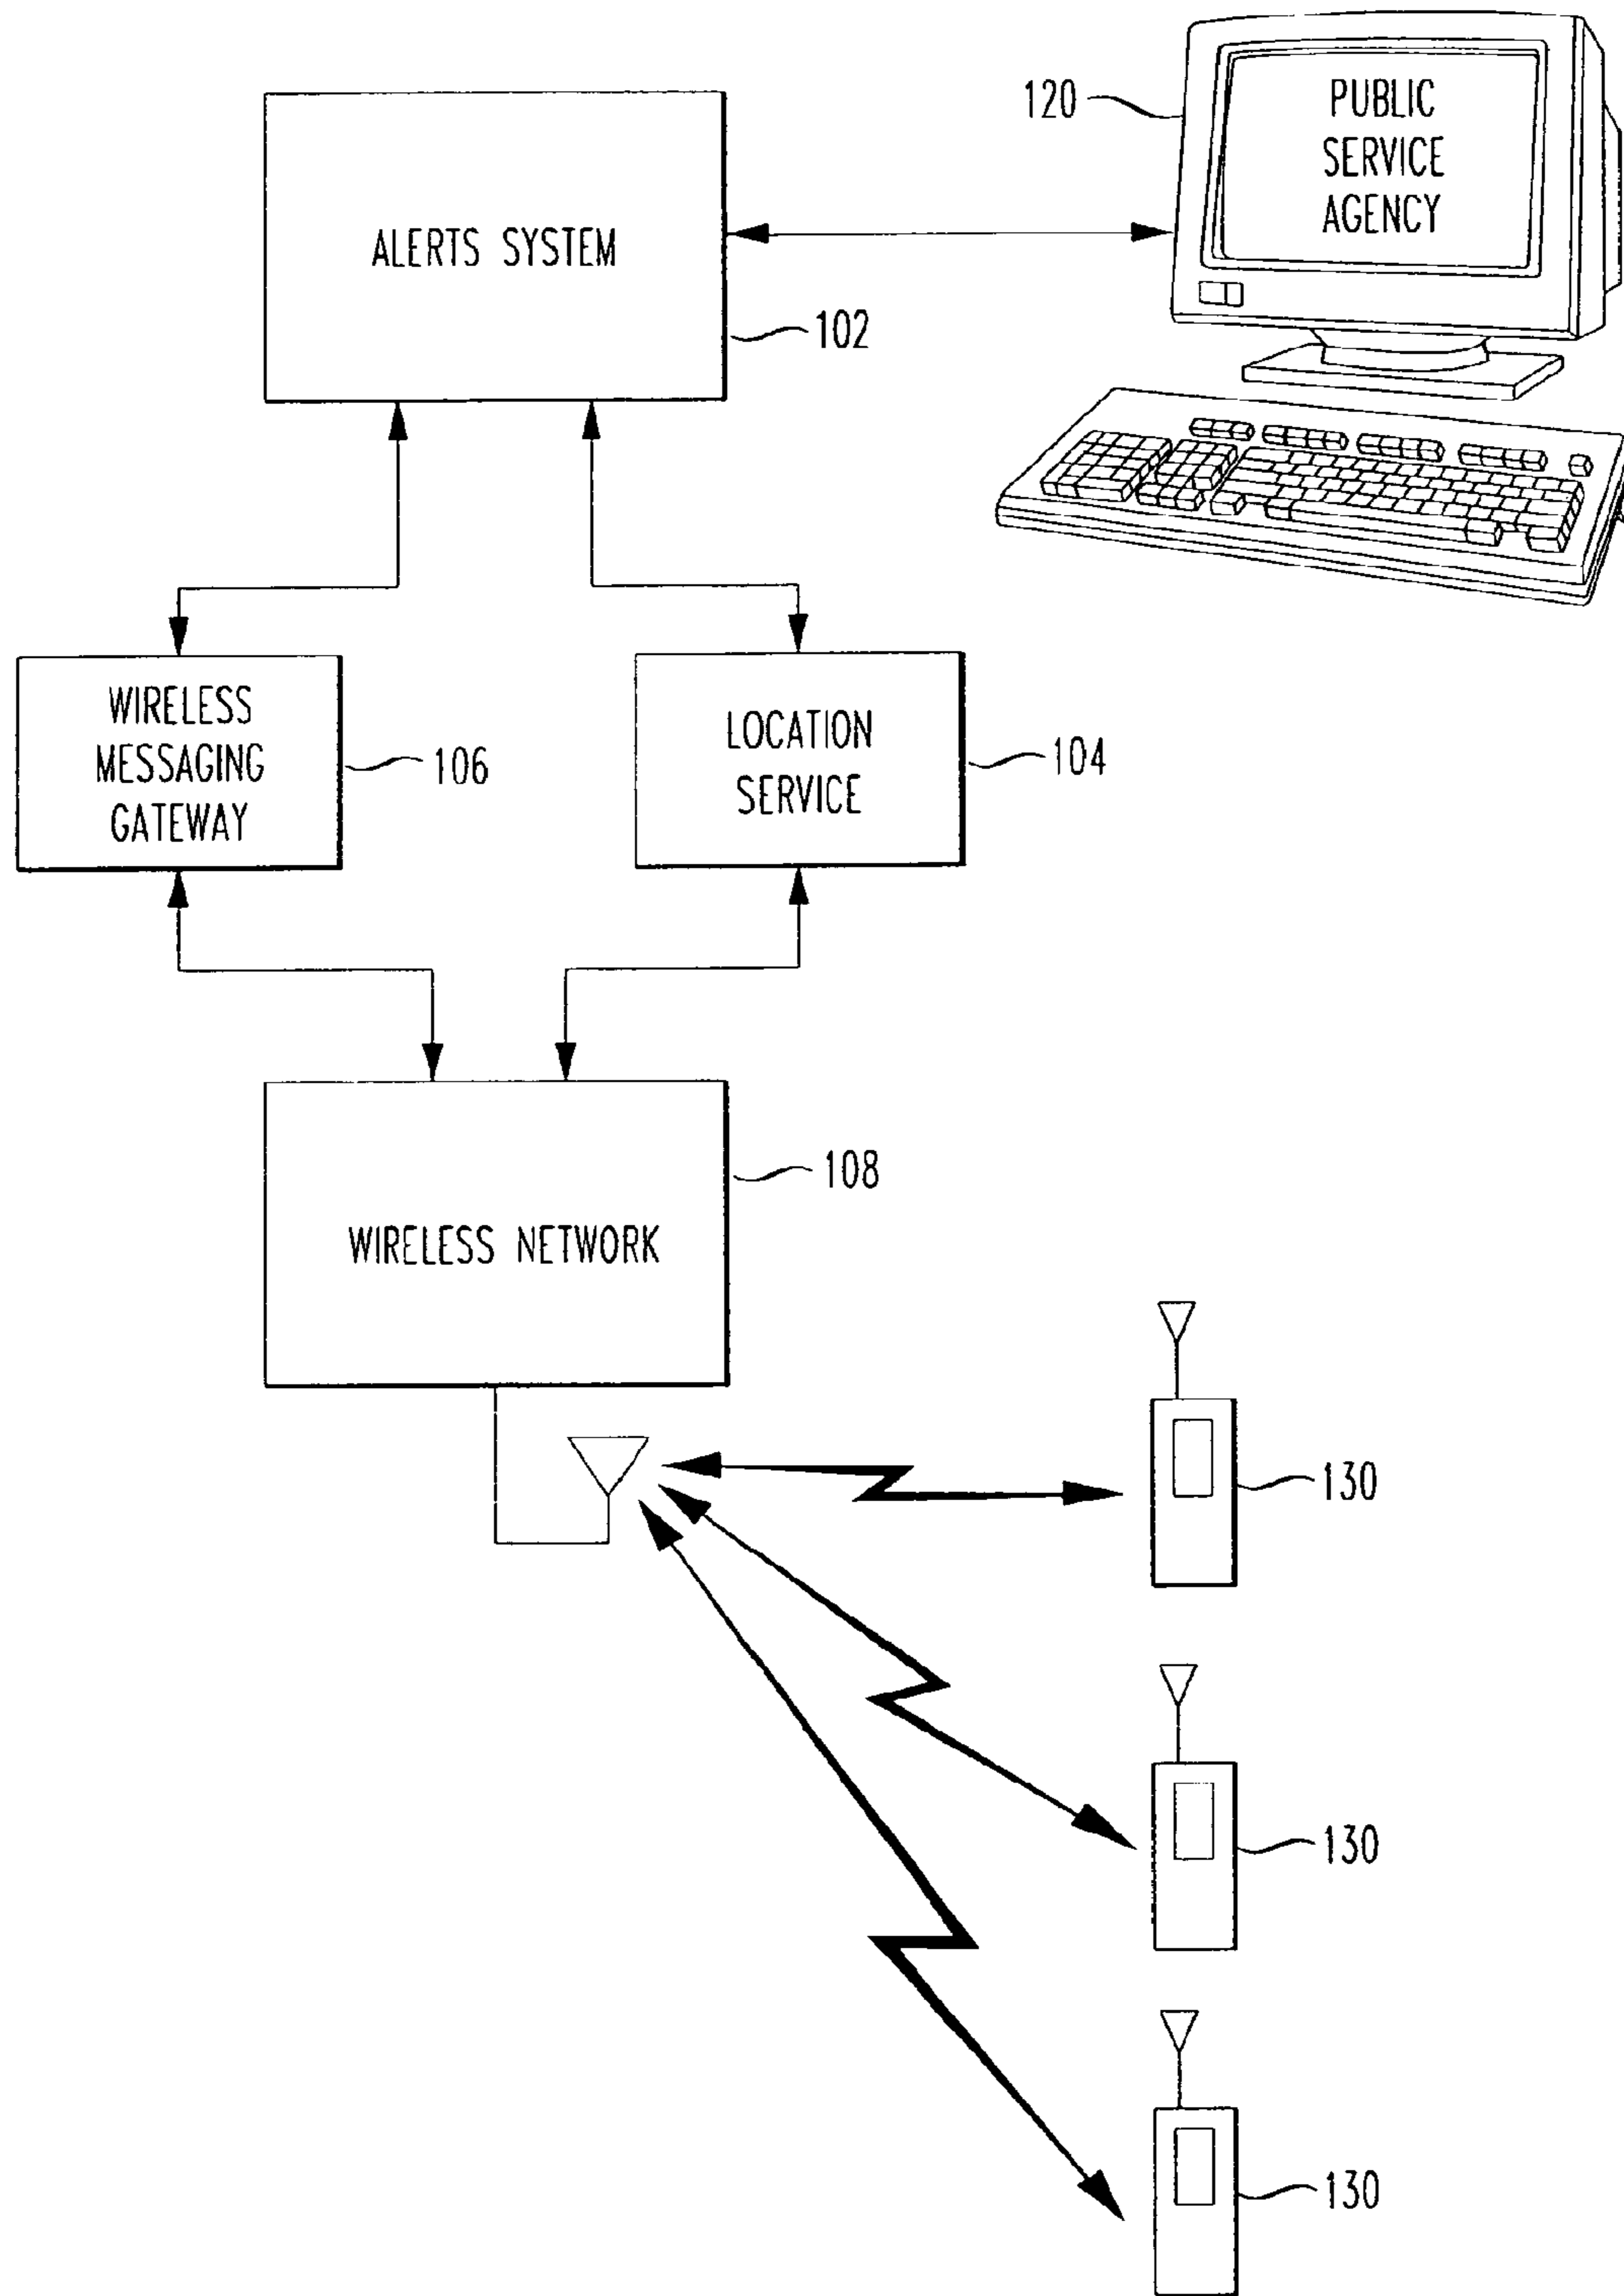 120
PUBLIC
SERVICE
AGENCY
ALERTS SYSTEM
102
WIRELESS
MESSAGING
GATEWAY
106
LOCATION
SERVICE
104
108
WIRELESS NETWORK
130
130
130